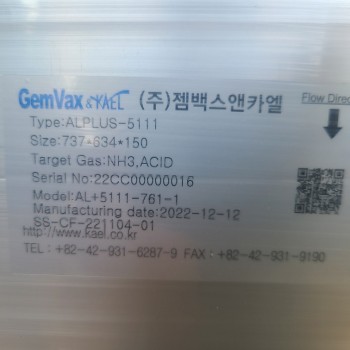 GemVax & KAEL (주)젬백스앤카엘
Flow Direc
Type:ALPLUS-5111
Size:737*634*150
Target Gas:NH3,ACID
Serial No:22CC00000016
Model:AL+5111-761-1
Manufacturing date:2022-12-12
SS-CF-221104-01
http://www.kael.co.kr
TEL : +82-42-931-6287~9 FAX : +82-42-931-9190